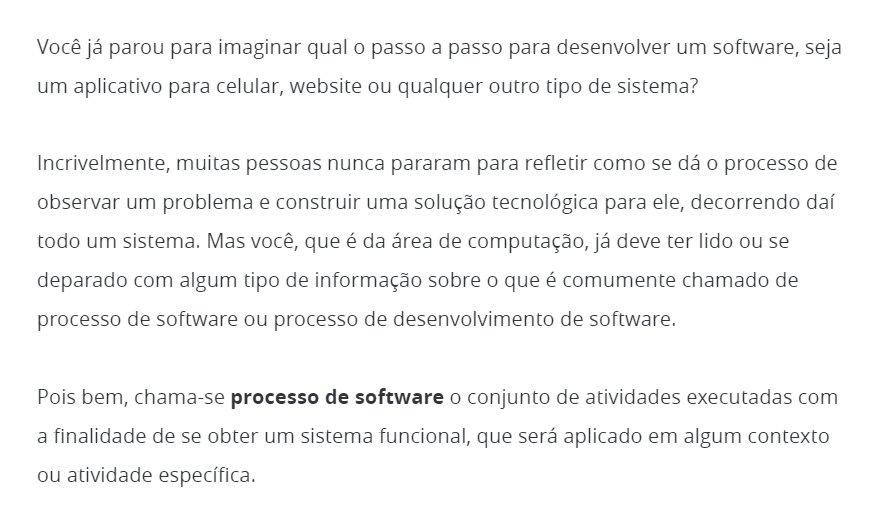 Você já parou para imaginar qual o passo a passo para desenvolver um software, seja
um aplicativo para celular, website ou qualquer outro tipo de sistema?
Incrivelmente, muitas pessoas nunca pararam para refletir como se dá o processo de
observar um problema e construir uma solução tecnológica para ele, decorrendo daí
todo um sistema. Mas você, que é da área de computação, já deve ter lido ou se
deparado com algum tipo de informação sobre o que é comumente chamado de
processo de software ou processo de desenvolvimento de software.
Pois bem, chama-se processo de software o conjunto de atividades executadas com
a finalidade de se obter um sistema funcional, que será aplicado em algum contexto
ou atividade específica.